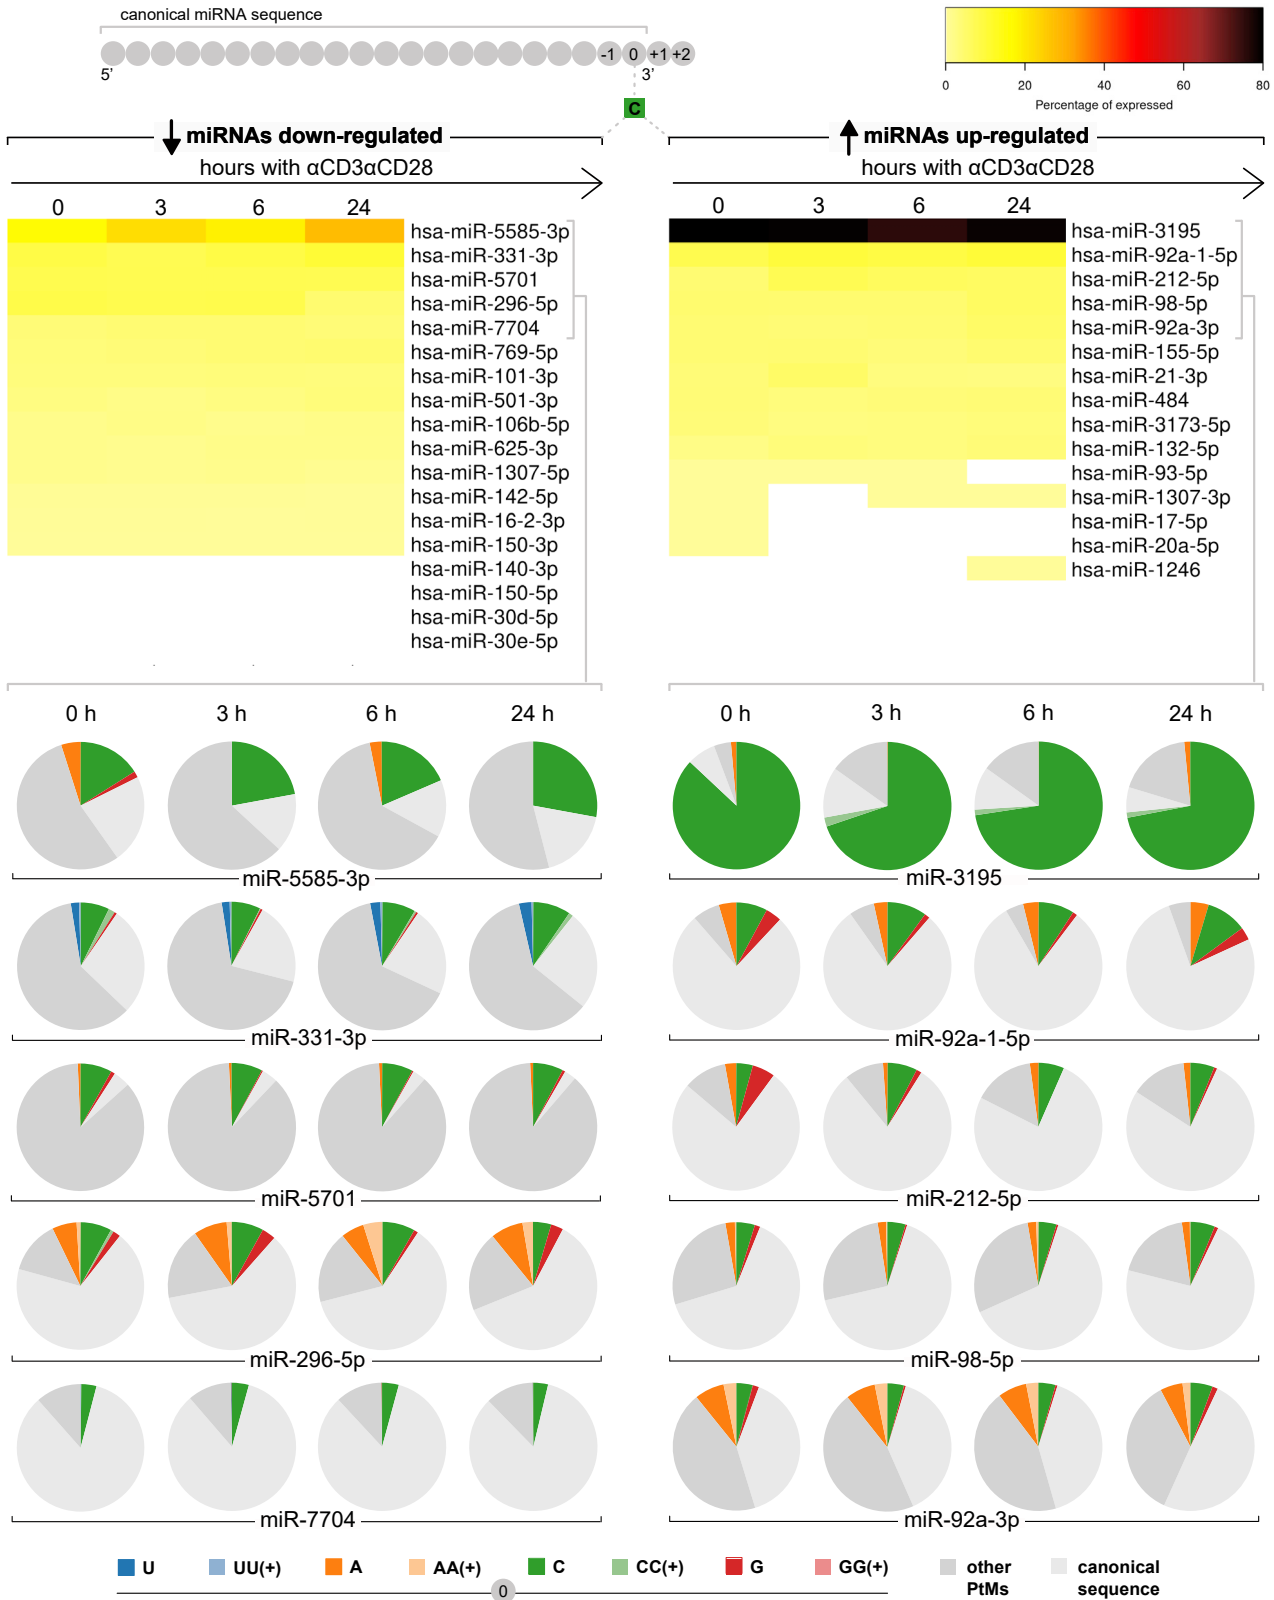 canonical miRNA sequence
-1 0 +1 +2
5' 3'
C
0 20 40 60 80
Percentage of expressed
miRNAs down-regulated
hours with αCD3αCD28
0 3 6 24
hsa-miR-5585-3p
hsa-miR-331-3p
hsa-miR-5701
hsa-miR-296-5p
hsa-miR-7704
hsa-miR-769-5p
hsa-miR-101-3p
hsa-miR-501-3p
hsa-miR-106b-5p
hsa-miR-625-3p
hsa-miR-1307-5p
hsa-miR-142-5p
hsa-miR-16-2-3p
hsa-miR-150-3p
hsa-miR-140-3p
hsa-miR-150-5p
hsa-miR-30d-5p
hsa-miR-30e-5p
miRNAs up-regulated
hours with αCD3αCD28
0 3 6 24
hsa-miR-3195
hsa-miR-92a-1-5p
hsa-miR-212-5p
hsa-miR-98-5p
hsa-miR-92a-3p
hsa-miR-155-5p
hsa-miR-21-3p
hsa-miR-484
hsa-miR-3173-5p
hsa-miR-132-5p
hsa-miR-93-5p
hsa-miR-1307-3p
hsa-miR-17-5p
hsa-miR-20a-5p
hsa-miR-1246
0 h 3 h 6 h 24 h
miR-5585-3p
miR-331-3p
miR-5701
miR-296-5p
miR-7704
0 h 3 h 6 h 24 h
miR-3195
miR-92a-1-5p
miR-212-5p
miR-98-5p
miR-92a-3p
U UU(+) A AA(+) C CC(+) G GG(+)
0
other
PtMs
canonical
sequence